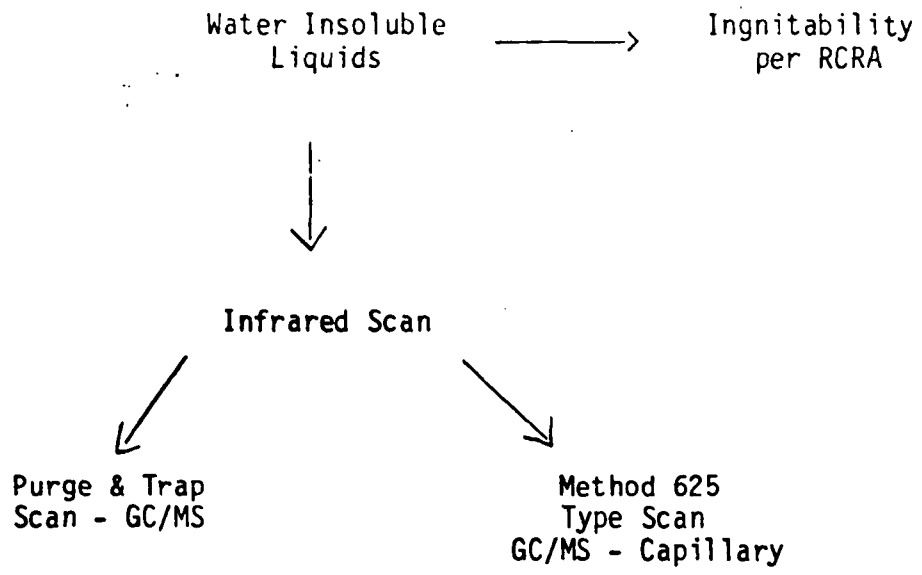 Water Insoluble
Liquids
Ingnitability
per RCRA
Infrared Scan
Purge & Trap
Scan - GC/MS
Method 625
Type Scan
GC/MS - Capillary